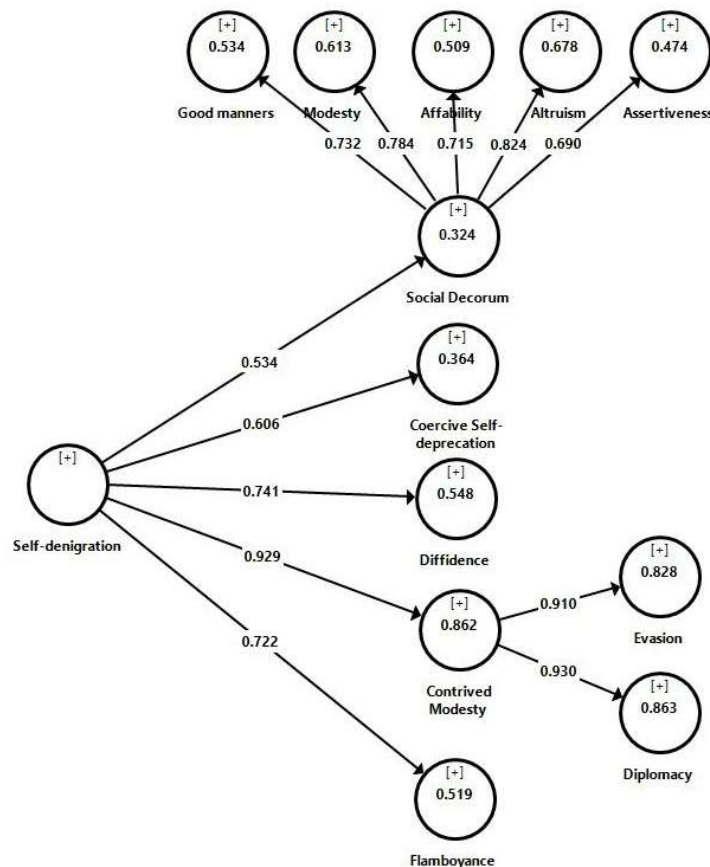 [+] [+] [+] [+] [+]
0.534 0.613 0.509 0.678 0.474
Good manners Modesty Affability Altruism Assertiveness
0.732 0.784 0.715 0.824 0.690
[+]
0.324
Social Decorum
0.534
[+]
0.364
0.606
Coercive Self-
deprecation
[+]
Self-denigration
[+]
0.548
0.741
Diffidence
0.929
[+]
0.862
Contrived
Modesty
0.910
[+]
0.828
Evasion
0.930
[+]
0.863
Diplomacy
0.722
[+]
0.519
Flamboyance